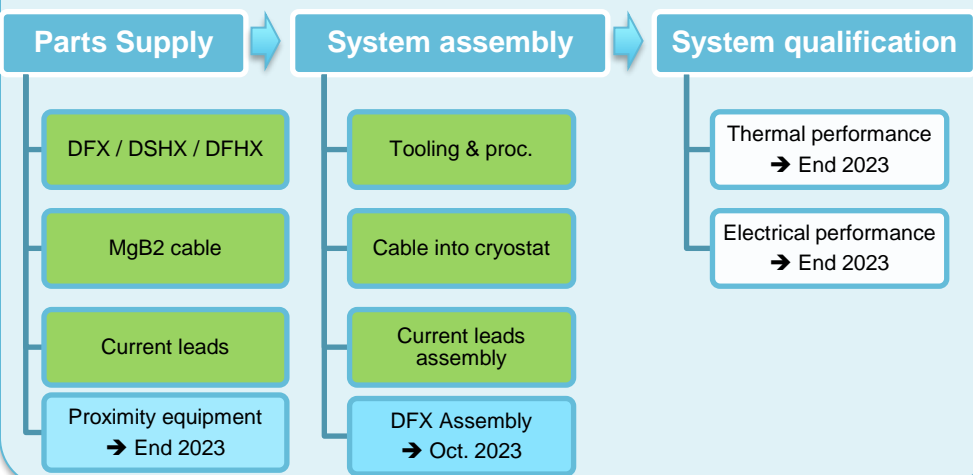 Parts Supply
DFX / DSHX / DFHX
MgB2 cable
Current leads
Proximity equipment
➔ End 2023
System assembly
Tooling & proc.
Cable into cryostat
Current leads
assembly
DFX Assembly
➔ Oct. 2023
System qualification
Thermal performance
➔ End 2023
Electrical performance
➔ End 2023